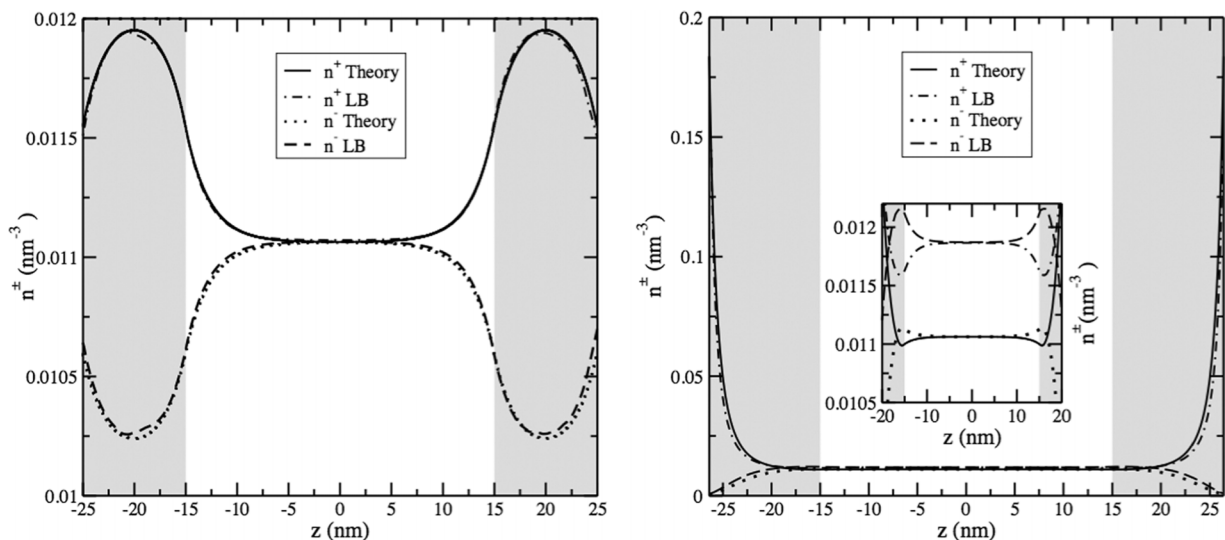 0.012
0.0115
0.011
0.0105
0.01
n± (nm-3)
n+ Theory
n+ LB
n- Theory
n- LB
-25 -20 -15 -10 -5 0 5 10 15 20 25
z (nm)
0.2
0.15
0.1
0.05
0
n± (nm-3)
n+ Theory
n+ LB
n- Theory
n- LB
0.012
0.0115
0.011
0.0105
n± (nm-3)
-20 -10 0 10 20
z (nm)
-25 -20 -15 -10 -5 0 5 10 15 20 25
z (nm)